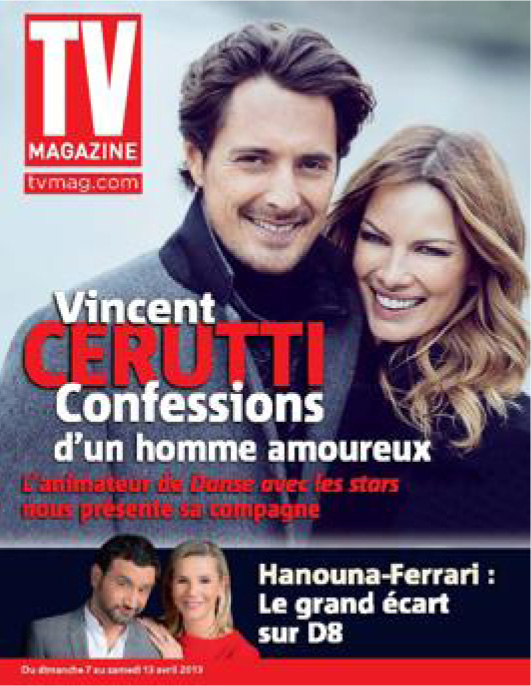 TV
MAGAZINE
tvmag.com
Vincent
CERUTTI
Confessions
d'un homme amoureux
L'animateur de Danse avec les stars
nous présente sa compagne
Hanouna-Ferrari :
Le grand écart
sur D8
Du dimanche 7 au samedi 13 avril 2013